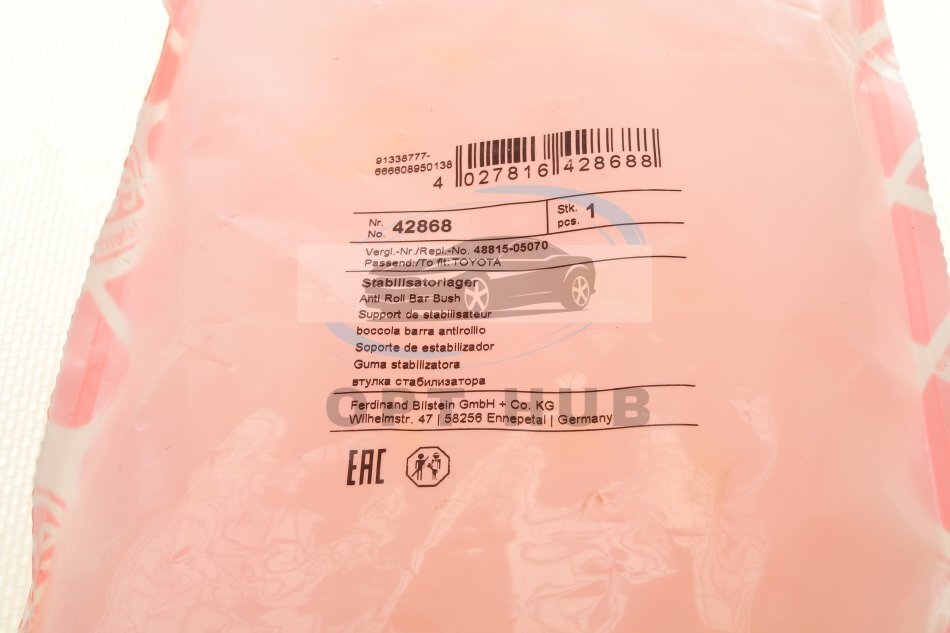 91338777-
666608950138
4 027816 428688
Nr.
No. 42868
Stk.
pcs. 1
Vergl.-Nr./Repl.-No. 48815-05070
Passend:/To fit: TOYOTA
Stabilisatorlager
Anti Roll Bar Bush
Support de stabilisateur
boccola barra antirollio
Soporte de estabilizador
Guma stabilizatora
втулка стабилизатора
OPT HUB
Ferdinand Bilstein GmbH + Co. KG
Wilhelmstr. 47 | 58256 Ennepetal | Germany
EAC